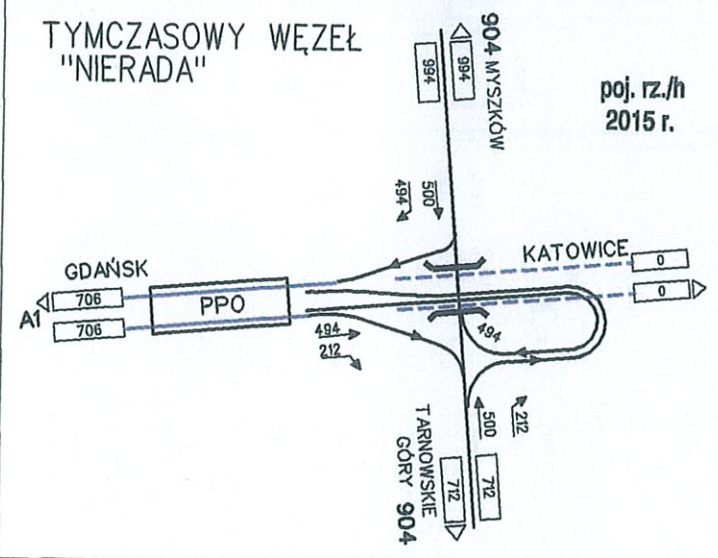 TYMCZASOWY WĘZEŁ
"NIERADA"
poj. rz./h
2015 r.
904 MYSZKÓW
994
994
494
500
KATOWICE
0
0
GDAŃSK
A1
706
706
PPO
494
212
494
500
212
TARNOWSKIE
GÓRY 904
712
712